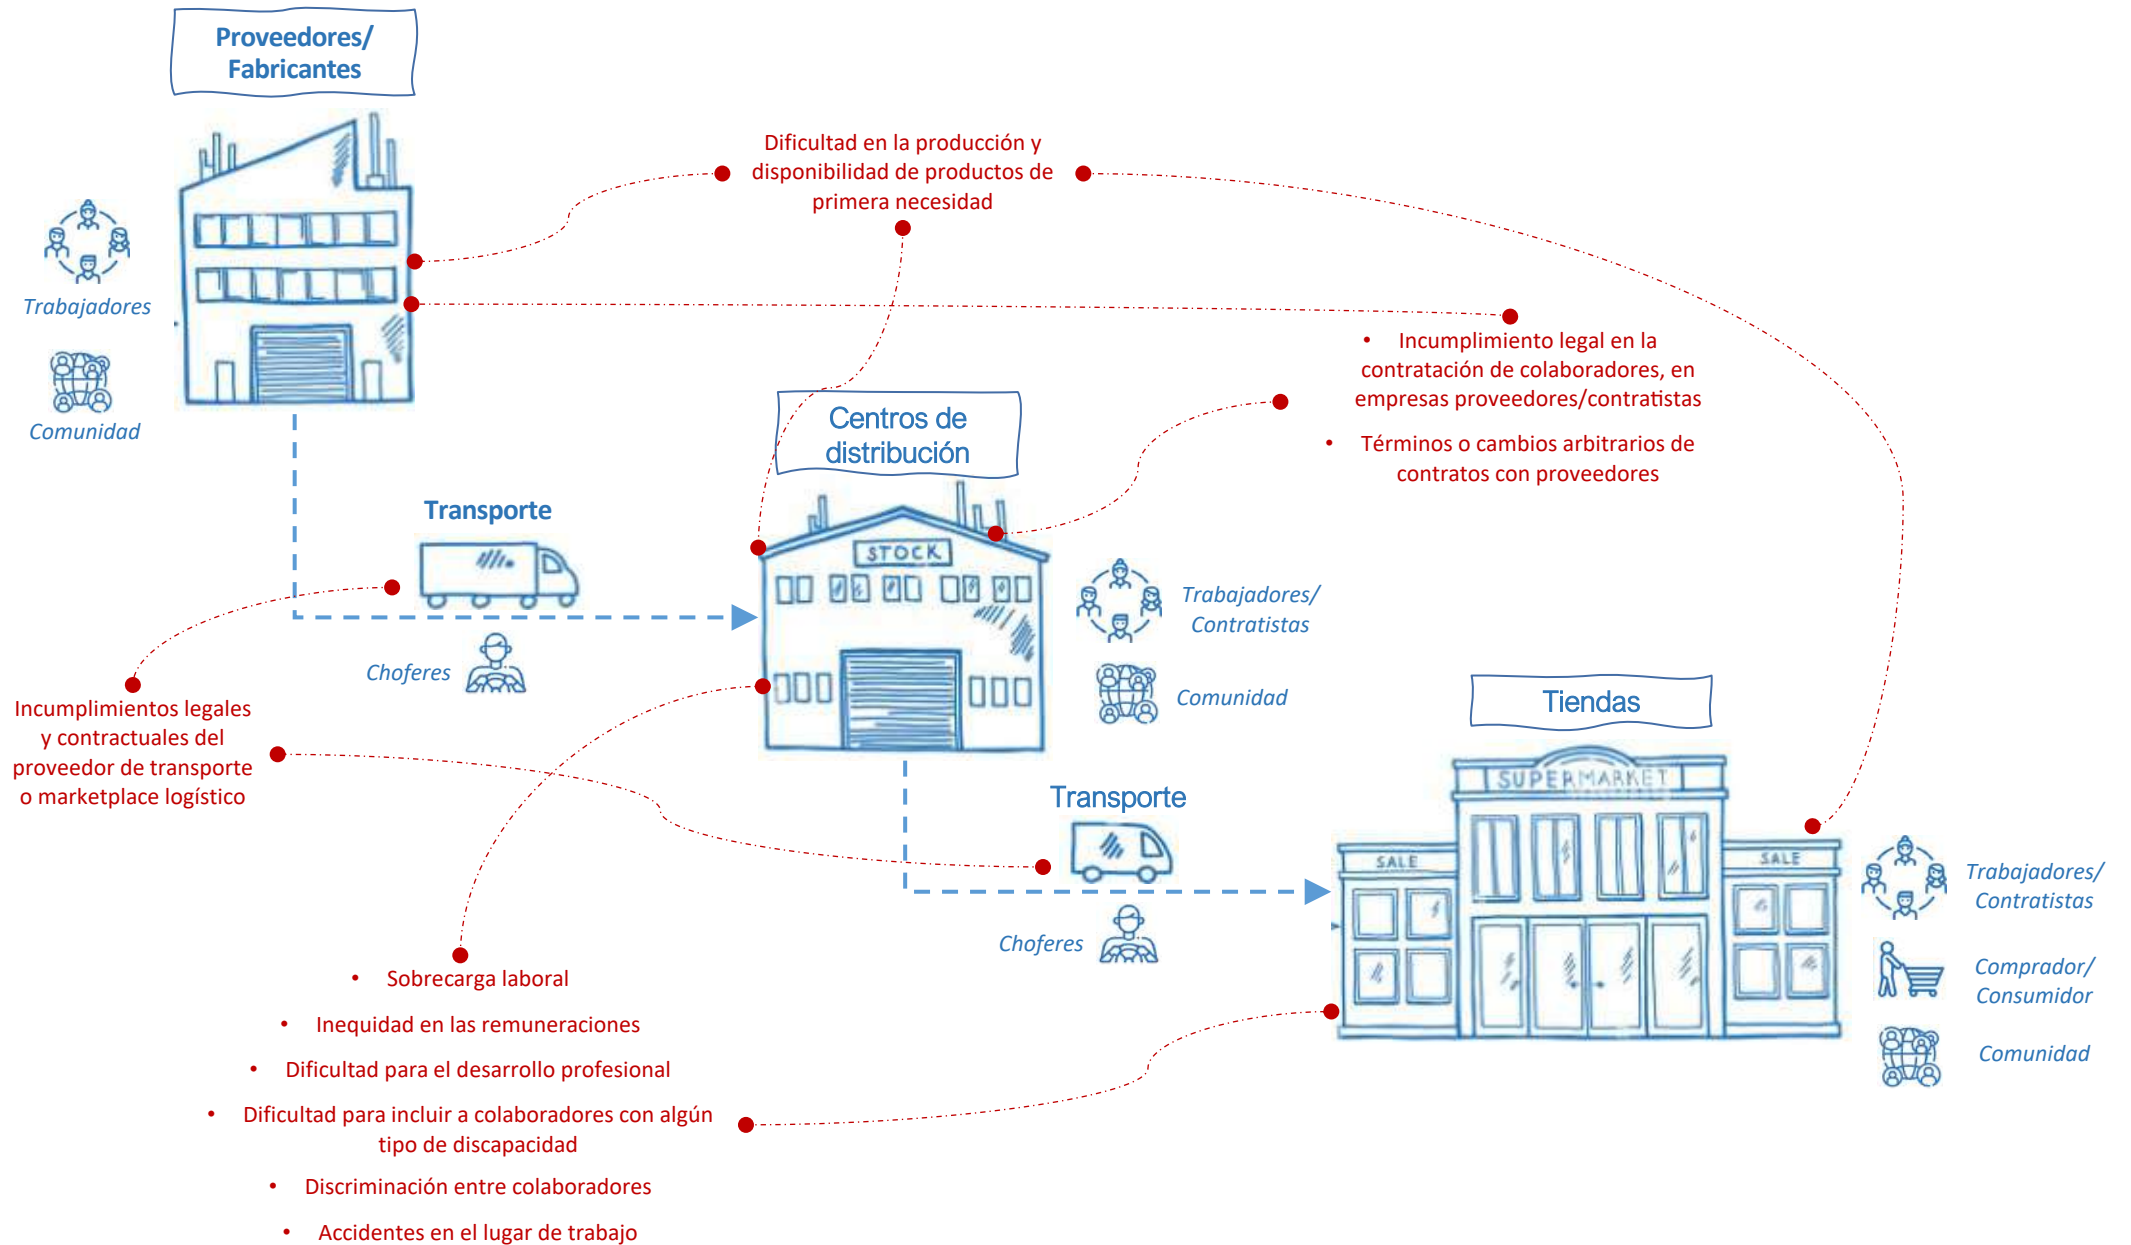 Proveedores/
Fabricantes
Dificultad en la producción y
disponibilidad de productos de
primera necesidad
Trabajadores
Comunidad
• Incumplimiento legal en la
contratación de colaboradores, en
empresas proveedores/contratistas
• Términos o cambios arbitrarios de
contratos con proveedores
Centros de
distribución
Transporte
STOCK
Trabajadores/
Contratistas
Choferes
Comunidad
Incumplimientos legales
y contractuales del
proveedor de transporte
o marketplace logístico
Tiendas
SUPERMARKET
Transporte
SALE
SALE
Trabajadores/
Contratistas
Choferes
Comprador/
Consumidor
Comunidad
• Sobrecarga laboral
• Inequidad en las remuneraciones
• Dificultad para el desarrollo profesional
• Dificultad para incluir a colaboradores con algún
tipo de discapacidad
• Discriminación entre colaboradores
• Accidentes en el lugar de trabajo